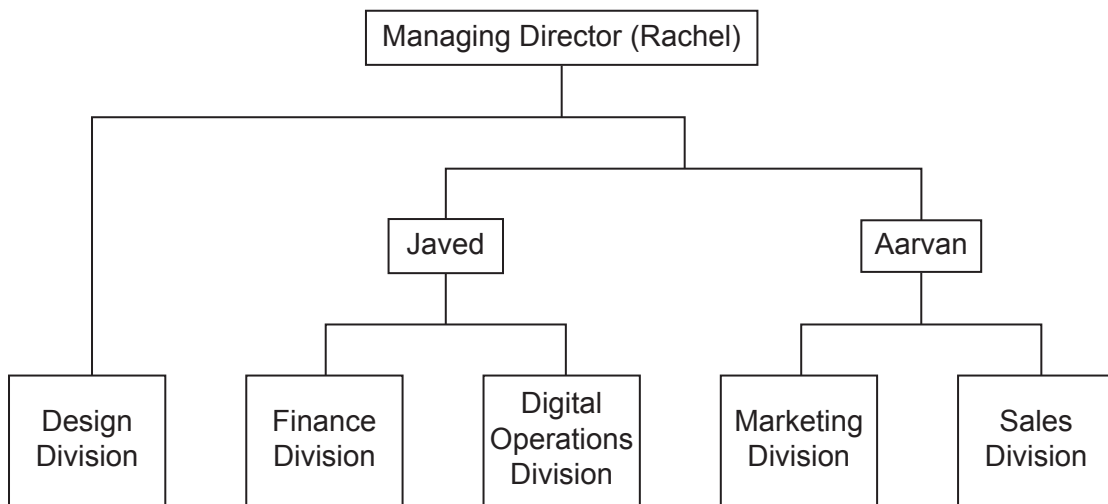 Managing Director (Rachel)
Javed
Aarvan
Design
Division
Finance
Division
Digital
Operations
Division
Marketing
Division
Sales
Division